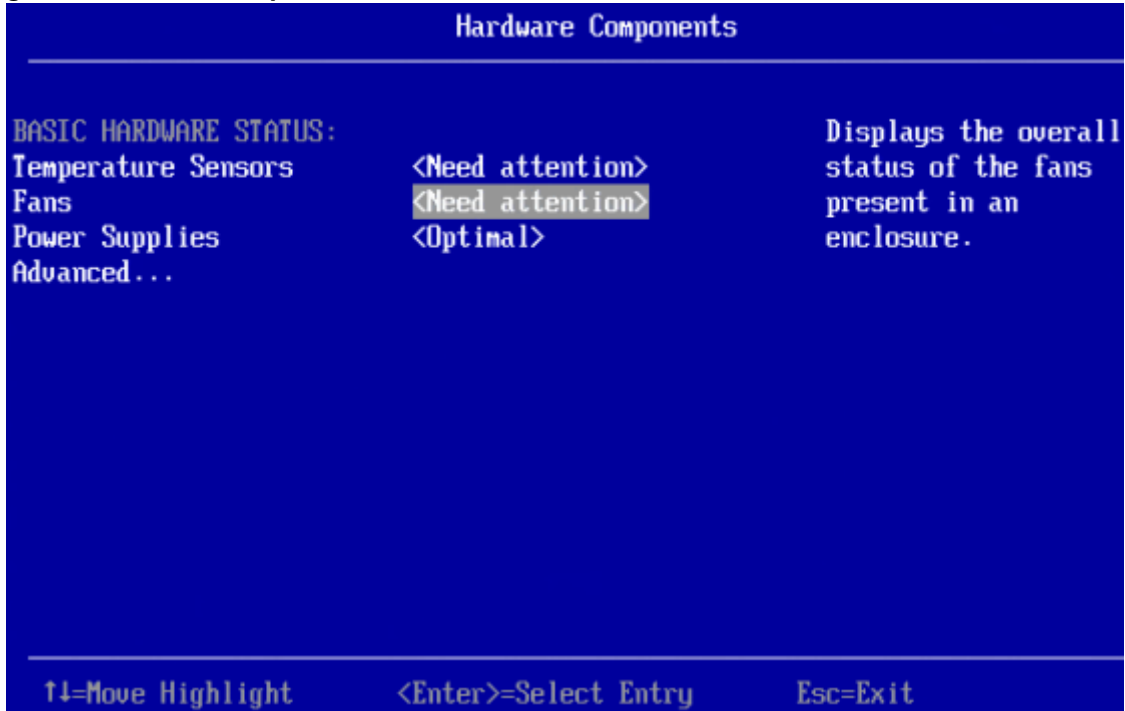 Hardware Components
BASIC HARDWARE STATUS:
Temperature Sensors <Need attention>
Fans <Need attention>
Power Supplies <Optimal>
Advanced...
Displays the overall
status of the fans
present in an
enclosure.
↑↓=Move Highlight <Enter>=Select Entry Esc=Exit